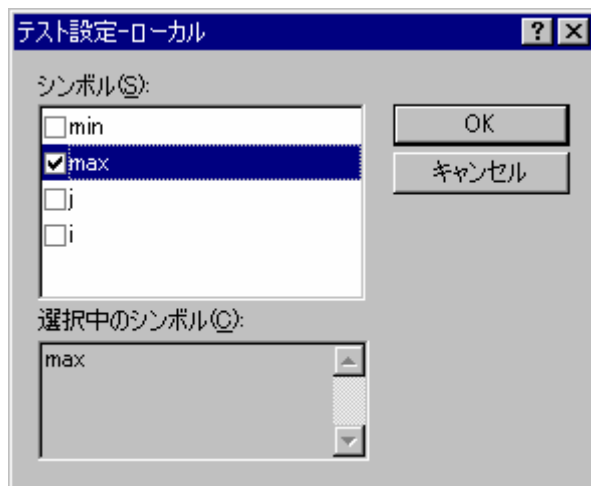 テスト設定-ローカル
シンボル(S):
min
max
j
i
OK
キャンセル
選択中のシンボル(C):
max